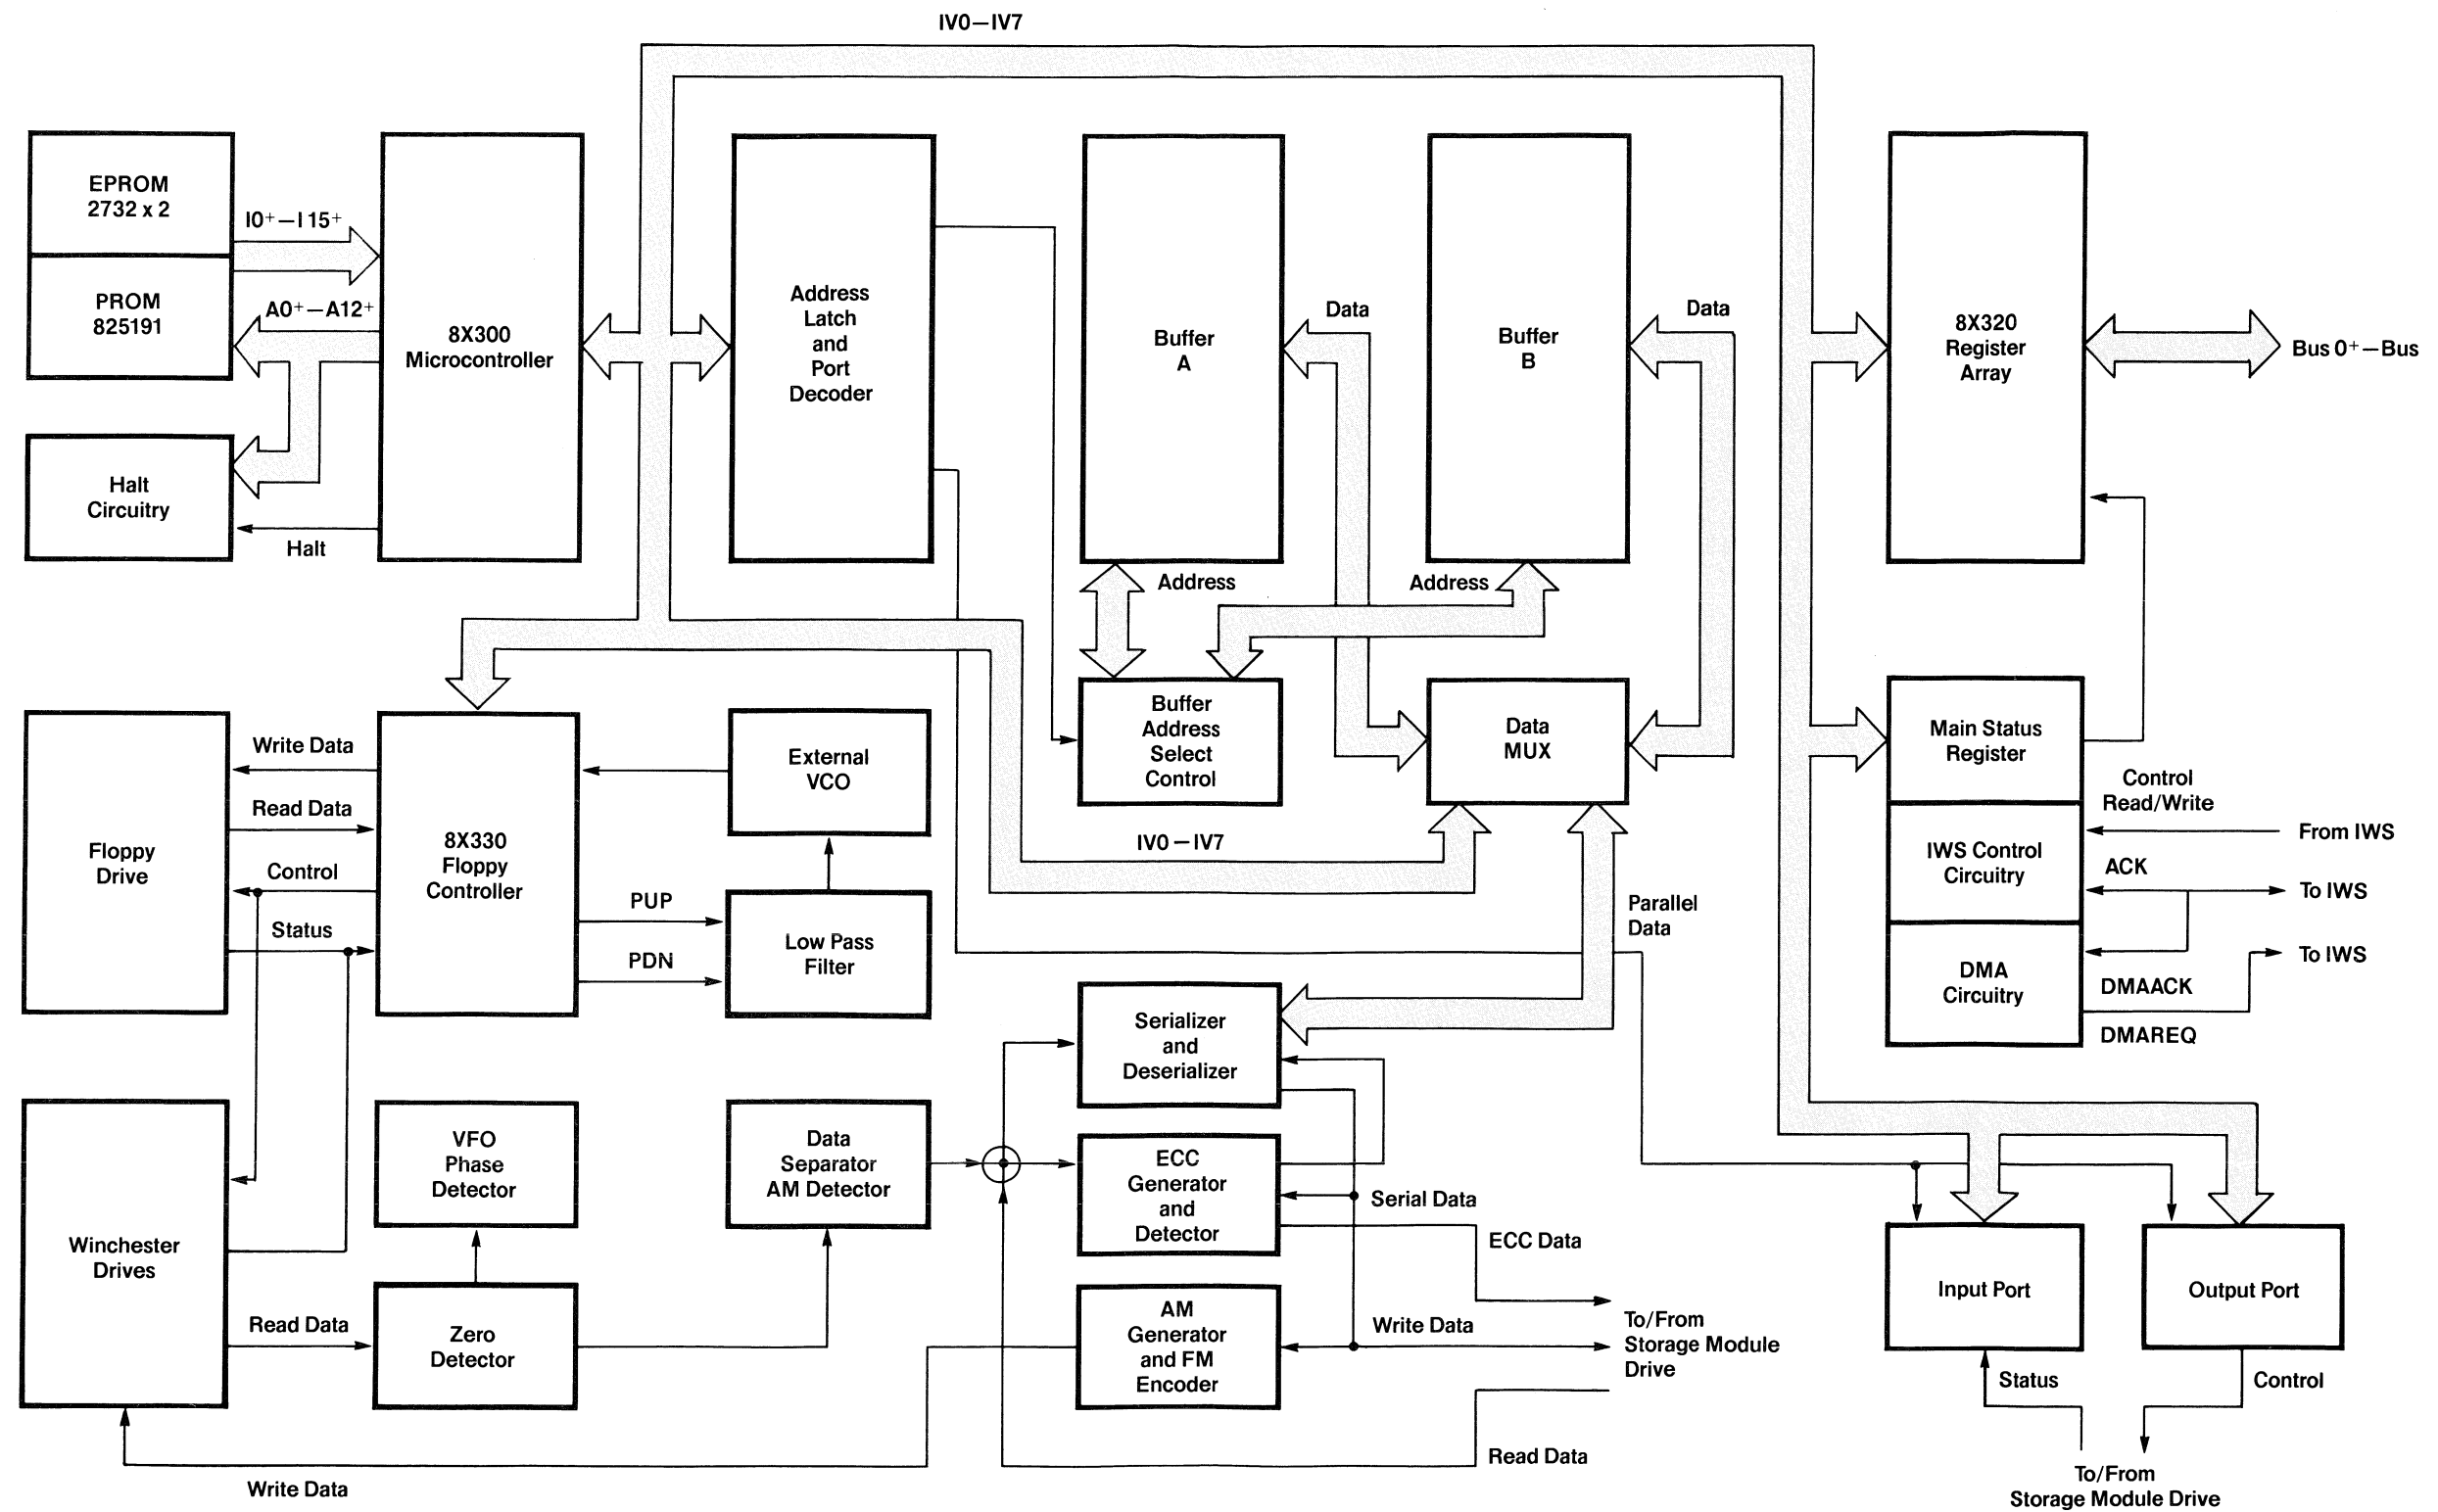 IV0—IV7
EPROM
2732 x 2
I0+—I 15+
PROM
825191
A0+—A12+
8X300
Microcontroller
Halt
Circuitry
Halt
Address
Latch
and
Port
Decoder
Buffer
A
Data
Buffer
B
Data
8X320
Register
Array
Bus 0+—Bus
Address
Address
Buffer
Address
Select
Control
Data
MUX
Main Status
Register
Control
Read/Write
IWS Control
Circuitry
From IWS
ACK
To IWS
To IWS
DMA
Circuitry
DMAACK
DMAREQ
Floppy
Drive
Write Data
Read Data
Control
Status
8X330
Floppy
Controller
External
VCO
PUP
PDN
Low Pass
Filter
IV0—IV7
Parallel
Data
Serializer
and
Deserializer
Winchester
Drives
VFO
Phase
Detector
Data
Separator
AM Detector
ECC
Generator
and
Detector
Serial Data
ECC Data
Read Data
Zero
Detector
AM
Generator
and FM
Encoder
Write Data
To/From
Storage Module
Drive
Read Data
Write Data
Input Port
Output Port
Status
Control
To/From
Storage Module Drive